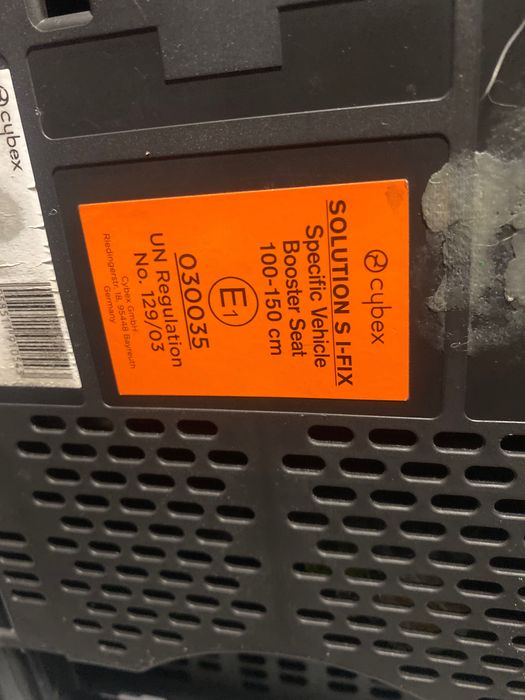 cybex
SOLUTION S I-FIX
Specific Vehicle
Booster Seat
100-150 cm
E1
030035
UN Regulation
No. 129/03
Cybex GmbH
Riedingerstr. 18, 95448 Bayreuth
Germany
cybex